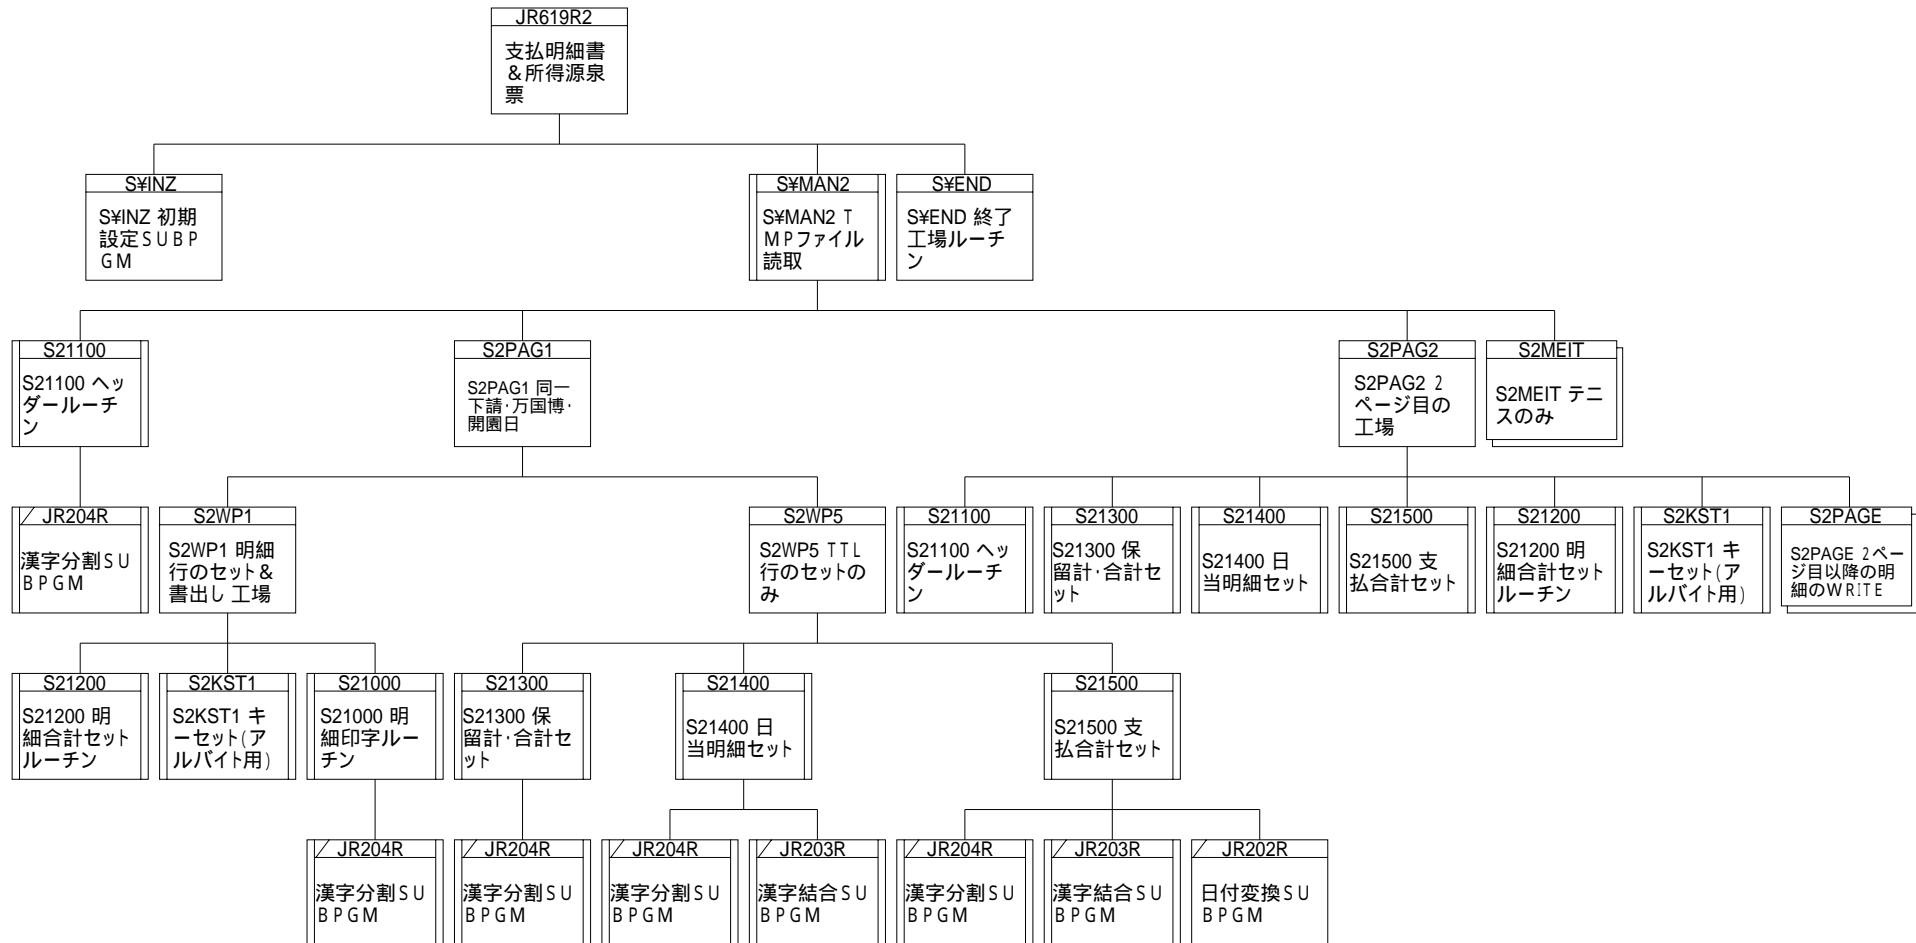 JR619R2
支払明細書
＆所得源泉
票
S¥INZ
S¥INZ 初期
設定ＳＵＢＰ
ＧＭ
S¥MAN2
S¥MAN2 Ｔ
ＭＰファイル
読取
S¥END
S¥END 終了
工場ルーチ
ン
S21100
S21100 ヘッ
ダールーチ
ン
S2PAG1
S2PAG1 同一
下請･万国博･
開園日
S2PAG2
S2PAG2 ２
ページ目の
工場
S2MEIT
S2MEIT テニ
スのみ
JR204R
漢字分割ＳＵ
ＢＰＧＭ
S2WP1
S2WP1 明細
行のセット＆
書出し 工場
S2WP5
S2WP5 ＴＴＬ
行のセットの
み
S21100
S21100 ヘッ
ダールーチ
ン
S21300
S21300 保
留計･合計セ
ット
S21400
S21400 日
当明細セット
S21500
S21500 支
払合計セット
S21200
S21200 明
細合計セット
ルーチン
S2KST1
S2KST1 キ
ーセット(ア
ルバイト用)
S2PAGE
S2PAGE ２ペー
ジ目以降の明
細のＷＲＩＴＥ
S21200
S21200 明
細合計セット
ルーチン
S2KST1
S2KST1 キ
ーセット(ア
ルバイト用)
S21000
S21000 明
細印字ルー
チン
S21300
S21300 保
留計･合計セ
ット
S21400
S21400 日
当明細セット
S21500
S21500 支
払合計セット
JR204R
漢字分割ＳＵ
ＢＰＧＭ
JR204R
漢字分割ＳＵ
ＢＰＧＭ
JR204R
漢字分割ＳＵ
ＢＰＧＭ
JR203R
漢字結合ＳＵ
ＢＰＧＭ
JR204R
漢字分割ＳＵ
ＢＰＧＭ
JR203R
漢字結合ＳＵ
ＢＰＧＭ
JR202R
日付変換ＳＵ
ＢＰＧＭ